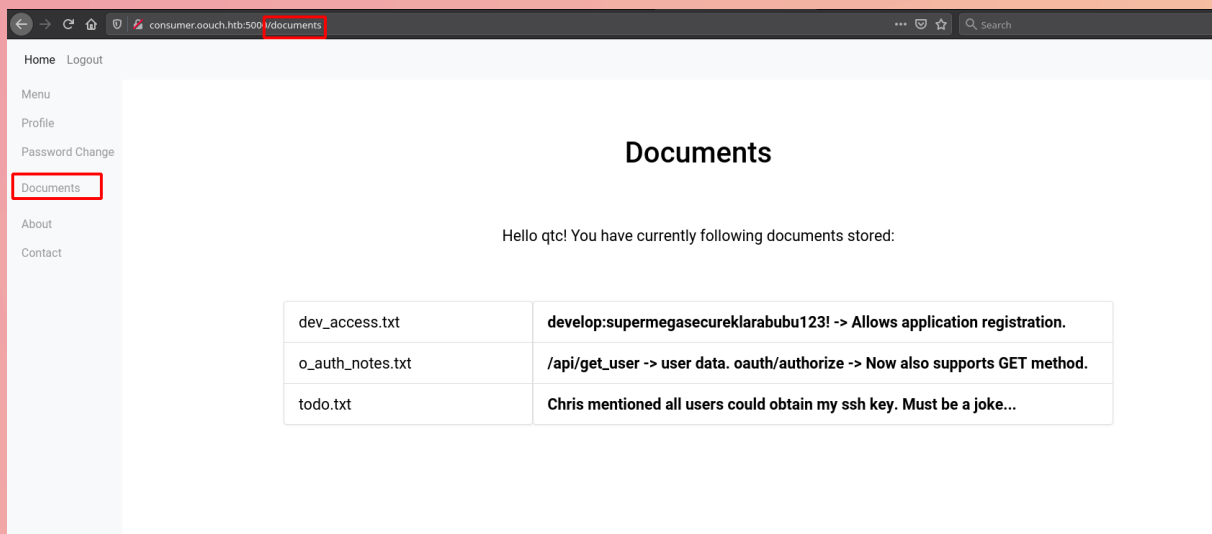 consumer.oouch.htb:5000/documents
Search
Home Logout
Menu
Profile
Password Change
Documents
About
Contact
Documents
Hello qtc! You have currently following documents stored:
dev_access.txt develop:supermegasecureklarabubu123! -> Allows application registration.
o_auth_notes.txt /api/get_user -> user data. oauth/authorize -> Now also supports GET method.
todo.txt Chris mentioned all users could obtain my ssh key. Must be a joke...